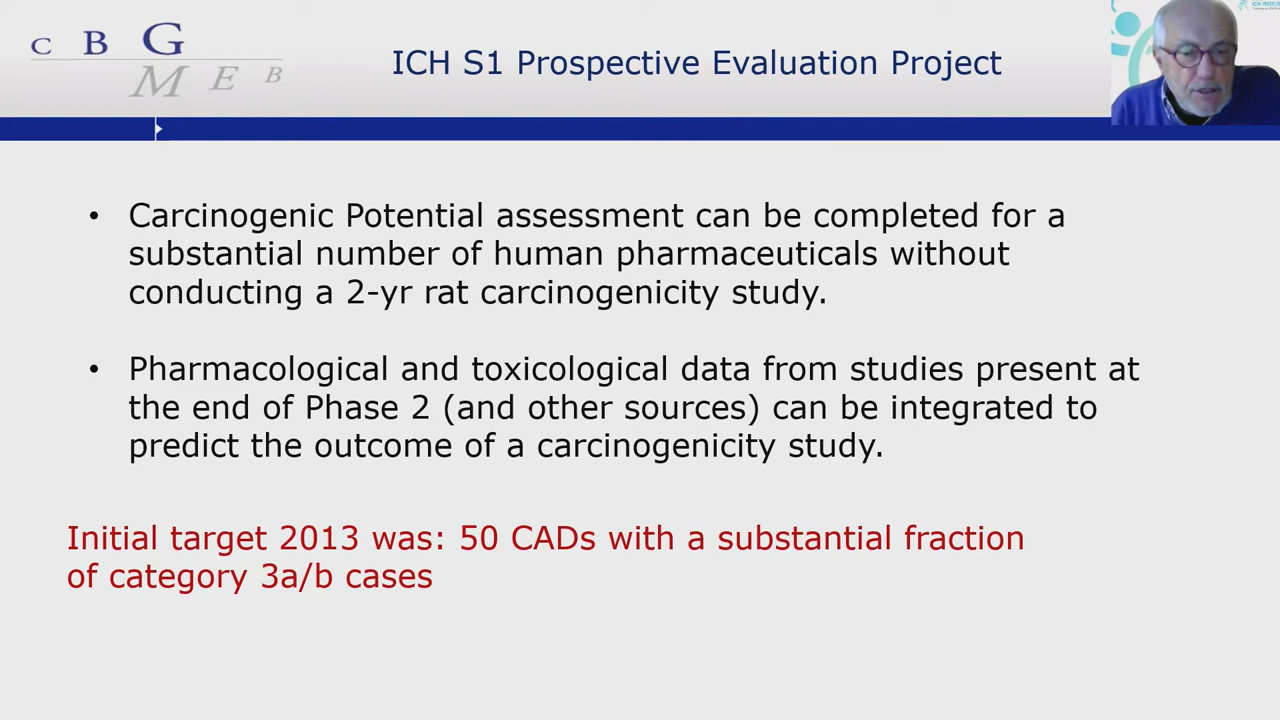 C B G
M E B
ICH S1 Prospective Evaluation Project
• Carcinogenic Potential assessment can be completed for a
substantial number of human pharmaceuticals without
conducting a 2-yr rat carcinogenicity study.
• Pharmacological and toxicological data from studies present at
the end of Phase 2 (and other sources) can be integrated to
predict the outcome of a carcinogenicity study.
Initial target 2013 was: 50 CADs with a substantial fraction
of category 3a/b cases